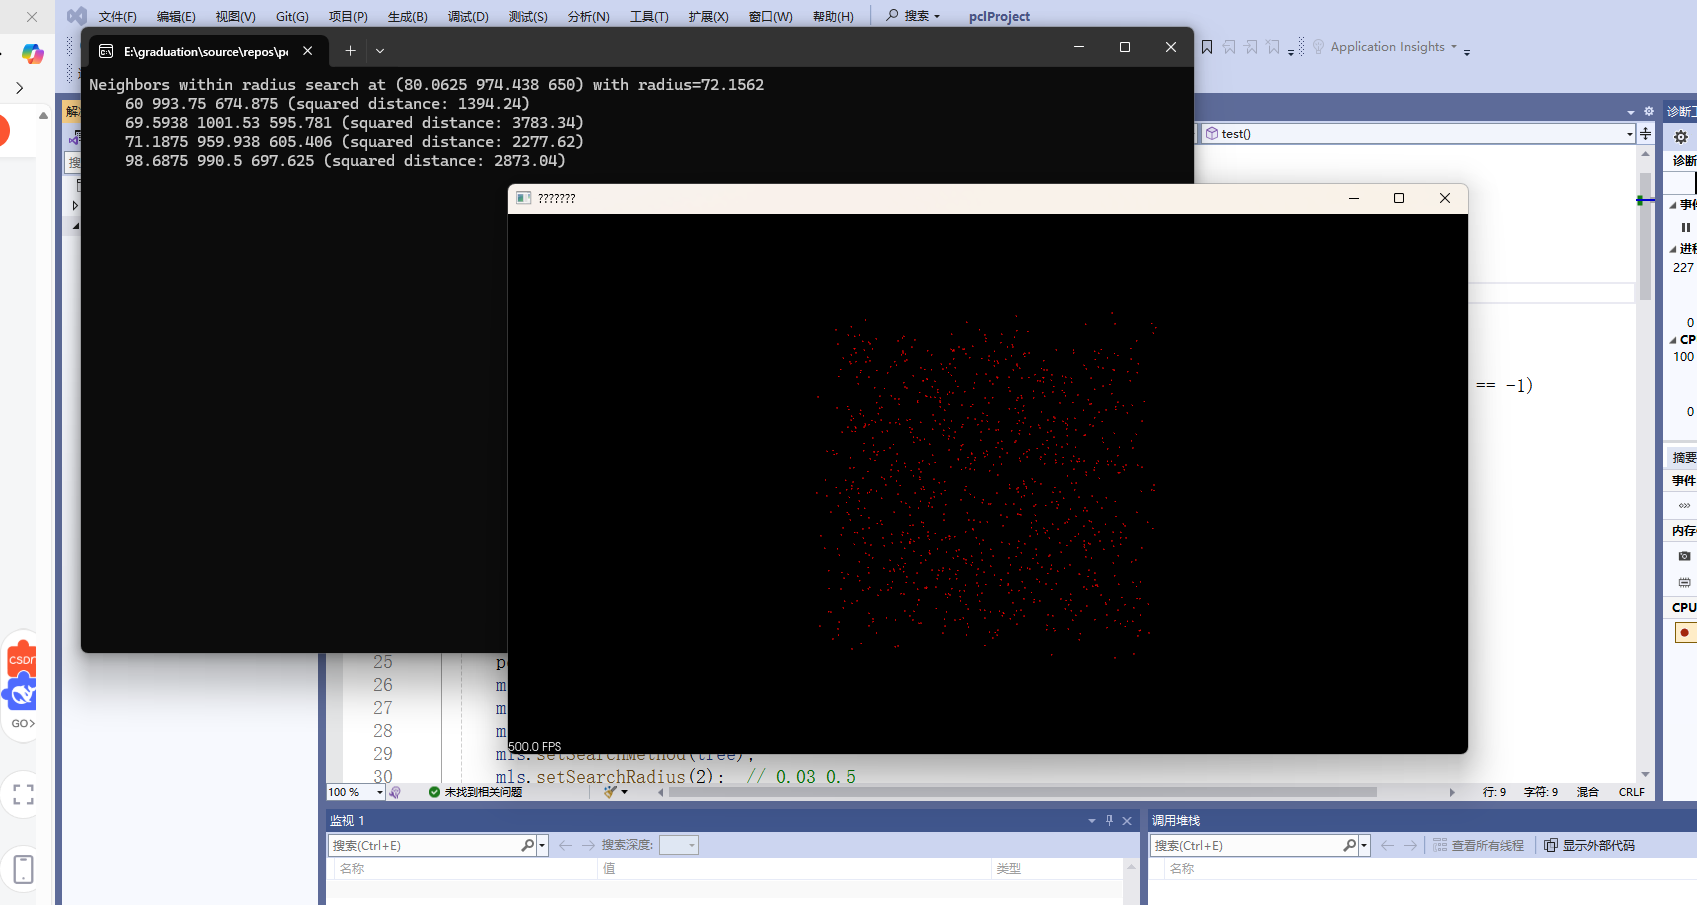 文件(F) 编辑(E) 视图(V) Git(G) 项目(P) 生成(B) 调试(D) 测试(S) 分析(N) 工具(T) 扩展(X) 窗口(W) 帮助(H) 搜索 pclProject
E:\graduation\source\repos\pc
Application Insights
Neighbors within radius search at (80.0625 974.438 650) with radius=72.1562
60 993.75 674.875 (squared distance: 1394.24)
69.5938 1001.53 595.781 (squared distance: 3783.34)
71.1875 959.938 605.406 (squared distance: 2277.62)
98.6875 990.5 697.625 (squared distance: 2873.04)
test()
诊断
???????
事件
进程
227
0
CP
100
0
== -1)
摘要
事件
内存
CPU
500.0 FPS
25 p
26 m
27 m
28 m
29 mls.setSearchMethod(tree);
30 mls.setSearchRadius(2); // 0.03 0.5
CSDN
GO>
100 % 未找到相关问题 行: 9 字符: 9 混合 CRLF
监视 1
搜索(Ctrl+E) 搜索深度:
名称 值 类型
调用堆栈
搜索(Ctrl+E) 查看所有线程 显示外部代码
名称